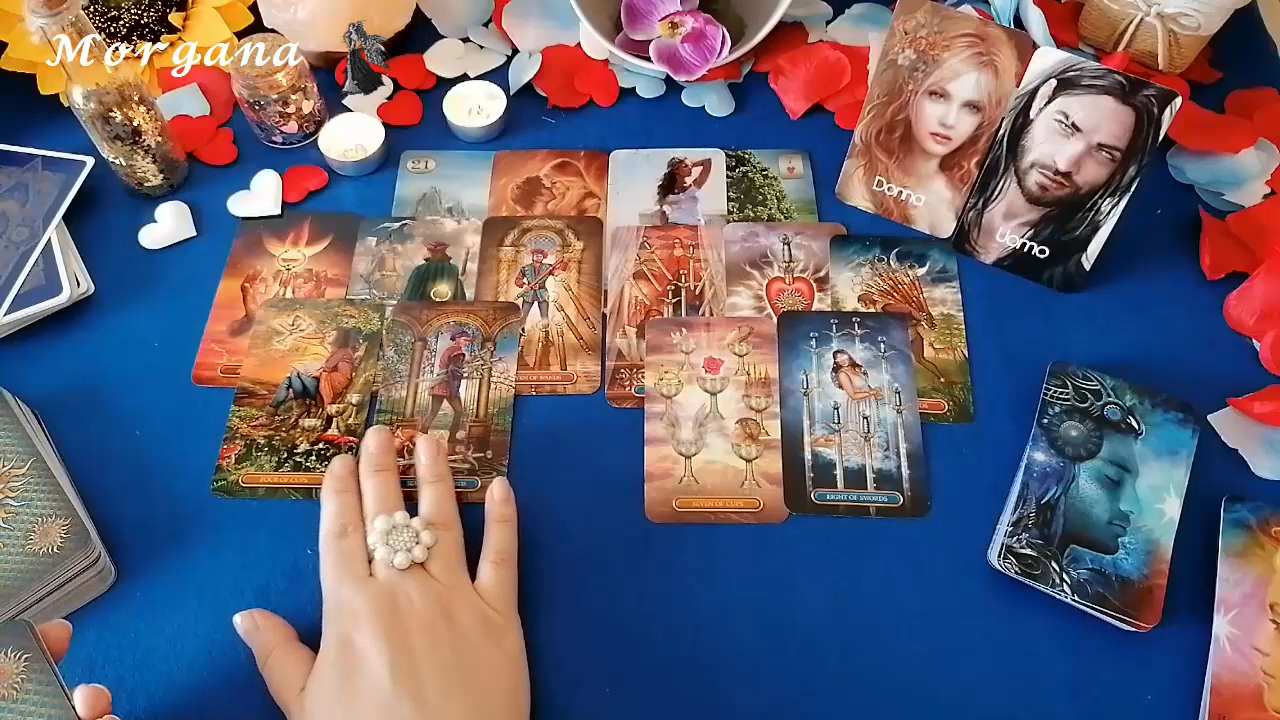 Morgana
21
Donna
Uomo
FOUR OF CUPS
SEVEN OF CUPS
EIGHT OF SWORDS